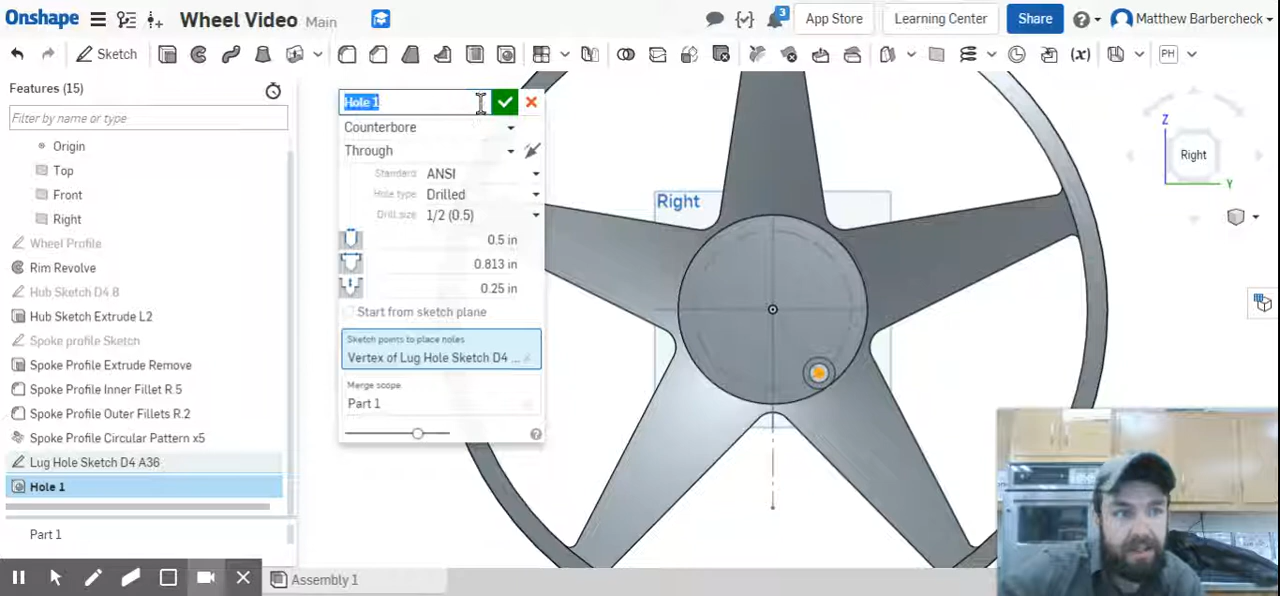 Onshape
Wheel Video Main
3
App Store
Learning Center
Share
Matthew Barbercheck
Sketch
(x)
PH
Features (15)
Filter by name or type
Origin
Top
Front
Right
Wheel Profile
Rim Revolve
Hub Sketch D4 8
Hub Sketch Extrude L2
Spoke profile Sketch
Spoke Profile Extrude Remove
Spoke Profile Inner Fillet R.5
Spoke Profile Outer Fillets R.2
Spoke Profile Circular Pattern x5
Lug Hole Sketch D4 A36
Hole 1
Part 1
Hole 1
Counterbore
Through
Standard ANSI
Hole type Drilled
Drill size 1/2 (0.5)
0.5 in
0.813 in
0.25 in
Start from sketch plane
Sketch points to place holes
Vertex of Lug Hole Sketch D4 ...
Merge scope
Part 1
Right
Z
Right
Y
Assembly 1